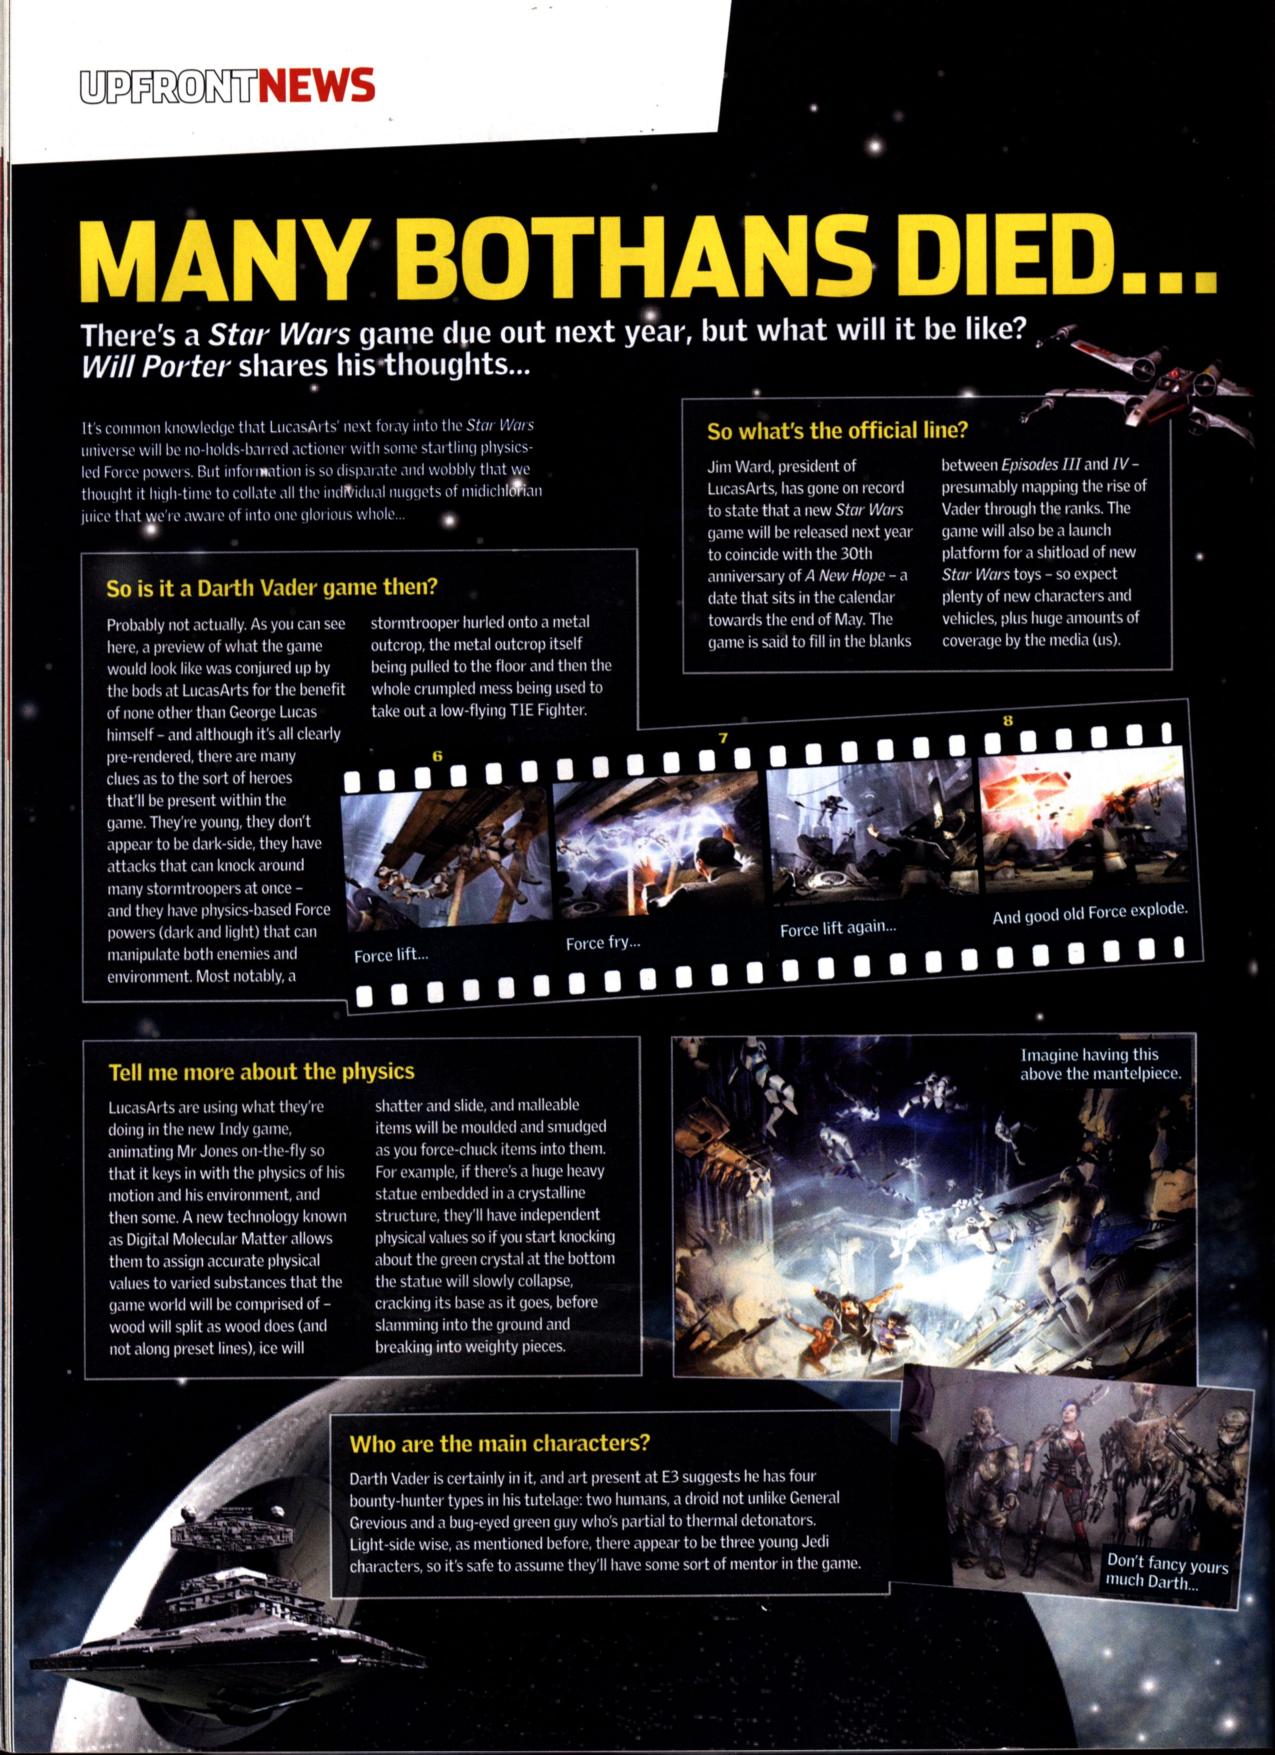 UPFRONTNEWS
MANY BOTHANS DIED...
There's a Star Wars game due out next year, but what will it be like?
Will Porter shares his thoughts...
It's common knowledge that LucasArts' next foray into the Star Wars
universe will be no-holds-barred actioner with some startling physics-
led Force powers. But information is so disparate and wobbly that we
thought it high-time to collate all the individual nuggets of midichlorian
juice that we're aware of into one glorious whole...
So what's the official line?
Jim Ward, president of
LucasArts, has gone on record
to state that a new Star Wars
game will be released next year
to coincide with the 30th
anniversary of A New Hope – a
date that sits in the calendar
towards the end of May. The
game is said to fill in the blanks
between Episodes III and IV –
presumably mapping the rise of
Vader through the ranks. The
game will also be a launch
platform for a shitload of new
Star Wars toys – so expect
plenty of new characters and
vehicles, plus huge amounts of
coverage by the media (us).
So is it a Darth Vader game then?
Probably not actually. As you can see
here, a preview of what the game
would look like was conjured up by
the bods at LucasArts for the benefit
of none other than George Lucas
himself – and although it's all clearly
pre-rendered, there are many
clues as to the sort of heroes
that'll be present within the
game. They're young, they don't
appear to be dark-side, they have
attacks that can knock around
many stormtroopers at once –
and they have physics-based Force
powers (dark and light) that can
manipulate both enemies and
environment. Most notably, a
stormtrooper hurled onto a metal
outcrop, the metal outcrop itself
being pulled to the floor and then the
whole crumpled mess being used to
take out a low-flying TIE Fighter.
6
7
8
Force lift...
Force fry...
Force lift again...
And good old Force explode.
Tell me more about the physics
LucasArts are using what they're
doing in the new Indy game,
animating Mr Jones on-the-fly so
that it keys in with the physics of his
motion and his environment, and
then some. A new technology known
as Digital Molecular Matter allows
them to assign accurate physical
values to varied substances that the
game world will be comprised of –
wood will split as wood does (and
not along preset lines), ice will
shatter and slide, and malleable
items will be moulded and smudged
as you force-chuck items into them.
For example, if there's a huge heavy
statue embedded in a crystalline
structure, they'll have independent
physical values so if you start knocking
about the green crystal at the bottom
the statue will slowly collapse,
cracking its base as it goes, before
slamming into the ground and
breaking into weighty pieces.
Imagine having this
above the mantelpiece.
Who are the main characters?
Darth Vader is certainly in it, and art present at E3 suggests he has four
bounty-hunter types in his tutelage: two humans, a droid not unlike General
Grevious and a bug-eyed green guy who's partial to thermal detonators.
Light-side wise, as mentioned before, there appear to be three young Jedi
characters, so it's safe to assume they'll have some sort of mentor in the game.
Don't fancy yours
much Darth...